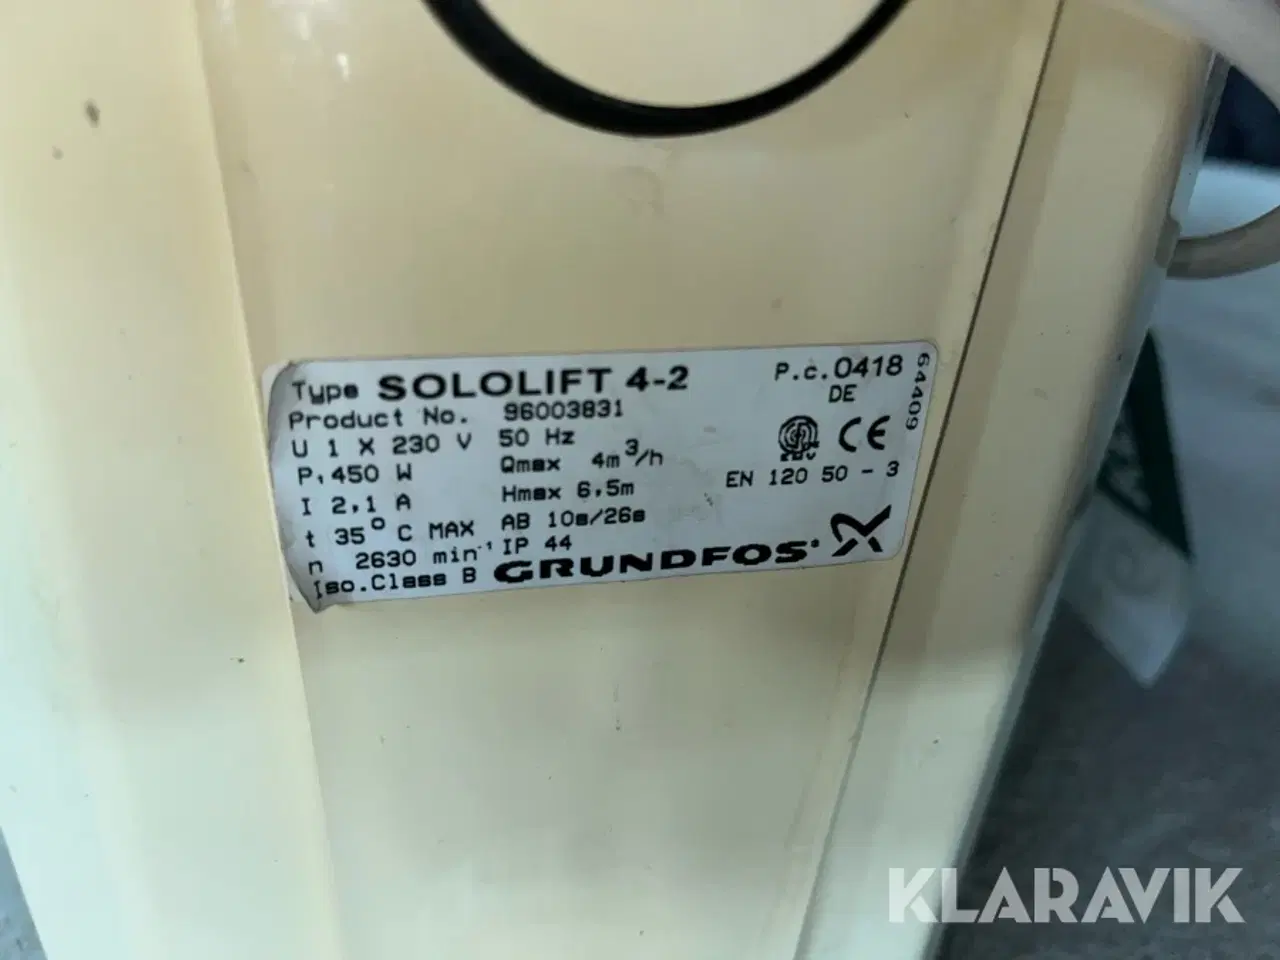 Type SOLOLIFT 4-2
P.c.0418
DE
64409
Product No. 96003831
U 1 X 230 V 50 Hz
P₁ 450 W Qmax 4m³/h
I 2,1 A Hmax 6,5m
EN 120 50 - 3
t 35°C MAX AB 10s/26s
n 2630 min⁻¹ IP 44
Iso.Class B GRUNDFOS
CE
KLARAVIK